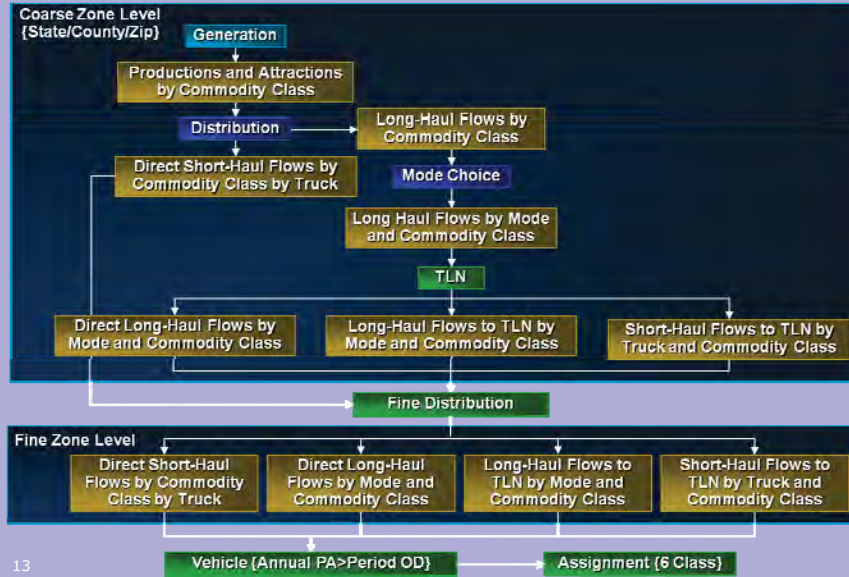 Coarse Zone Level
{State/County/Zip}
Generation
Productions and Attractions
by Commodity Class
Distribution
Long-Haul Flows by
Commodity Class
Direct Short-Haul Flows by
Commodity Class by Truck
Mode Choice
Long Haul Flows by Mode
and Commodity Class
TLN
Direct Long-Haul Flows by
Mode and Commodity Class
Long-Haul Flows to TLN by
Mode and Commodity Class
Short-Haul Flows to TLN by
Truck and Commodity Class
Fine Distribution
Fine Zone Level
Direct Short-Haul
Flows by Commodity
Class by Truck
Direct Long-Haul
Flows by Mode and
Commodity Class
Long-Haul Flows to
TLN by Mode and
Commodity Class
Short-Haul Flows to
TLN by Truck and
Commodity Class
Vehicle {Annual PA>Period OD}
Assignment {6 Class}
13